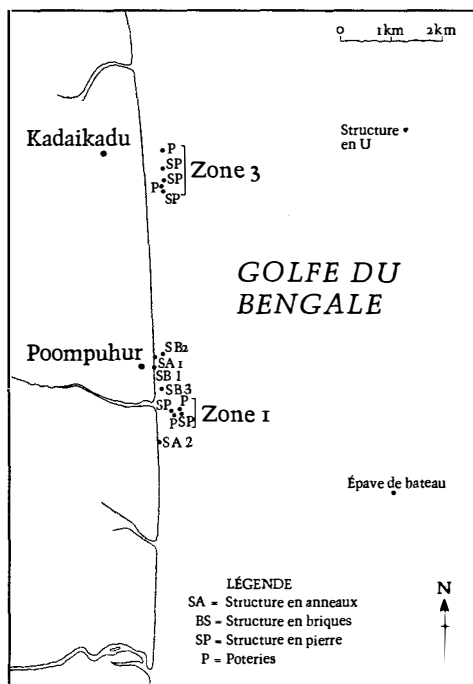 0 1km 2km
Structure
en U
Kadaikadu
P
SP
SP
P
SP
Zone 3
GOLFE DU
BENGALE
SB2
Poompuhur
SA 1
SB 1
SB3
SP
P
P
SP
Zone 1
SA 2
Épave de bateau
LÉGENDE
SA = Structure en anneaux
BS = Structure en briques
SP = Structure en pierre
P = Poteries
N